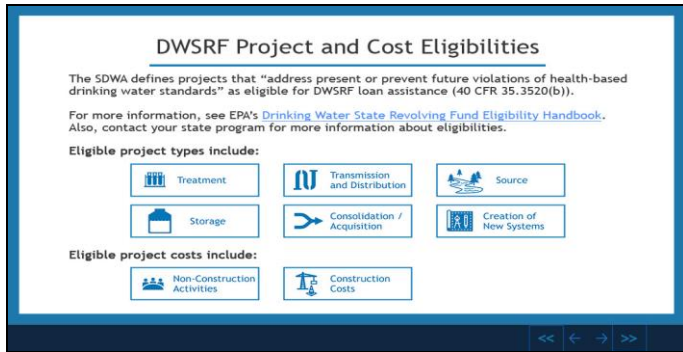 DWSRF Project and Cost Eligibilities
The SDWA defines projects that “address present or prevent future violations of health-based
drinking water standards” as eligible for DWSRF loan assistance (40 CFR 35.3520(b)).
For more information, see EPA's Drinking Water State Revolving Fund Eligibility Handbook.
Also, contact your state program for more information about eligibilities.
Eligible project types include:
Treatment
Transmission
and Distribution
Source
Storage
Consolidation /
Acquisition
Creation of
New Systems
Eligible project costs include:
Non-Construction
Activities
Construction
Costs
<< ← → >>